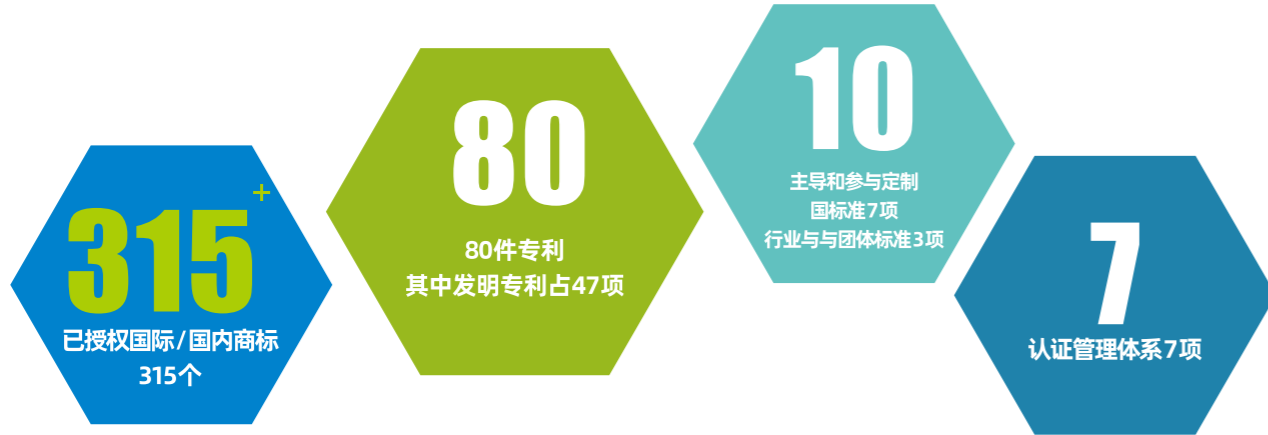 315+
已授权国际/国内商标
315个
80
80件专利
其中发明专利占47项
10
主导和参与定制
国标准7项
行业与与团体标准3项
7
认证管理体系7项